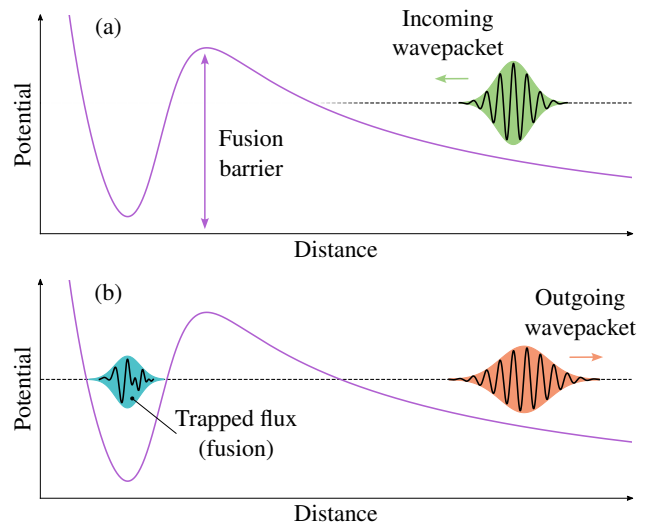 (a)
Incoming
wavepacket
Fusion
barrier
Potential
Distance
(b)
Outgoing
wavepacket
Trapped flux
(fusion)
Potential
Distance